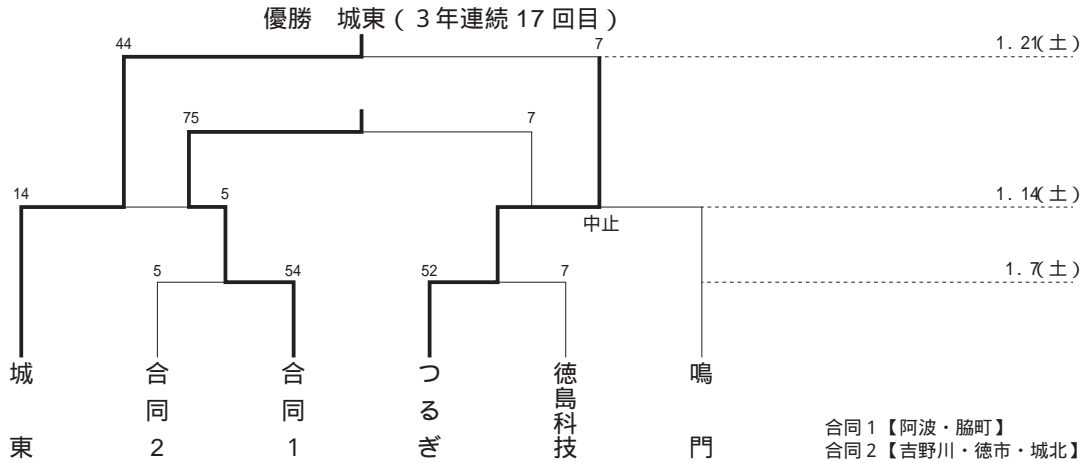 優勝 城東(3年連続17回目)
44
7
1.21(土)
75
7
14
5
1.14(土)
中止
5
54
52
7
1.7(土)
城東
合同2
合同1
つるぎ
徳島科技
鳴門
合同1【阿波・脇町】
合同2【吉野川・徳市・城北】